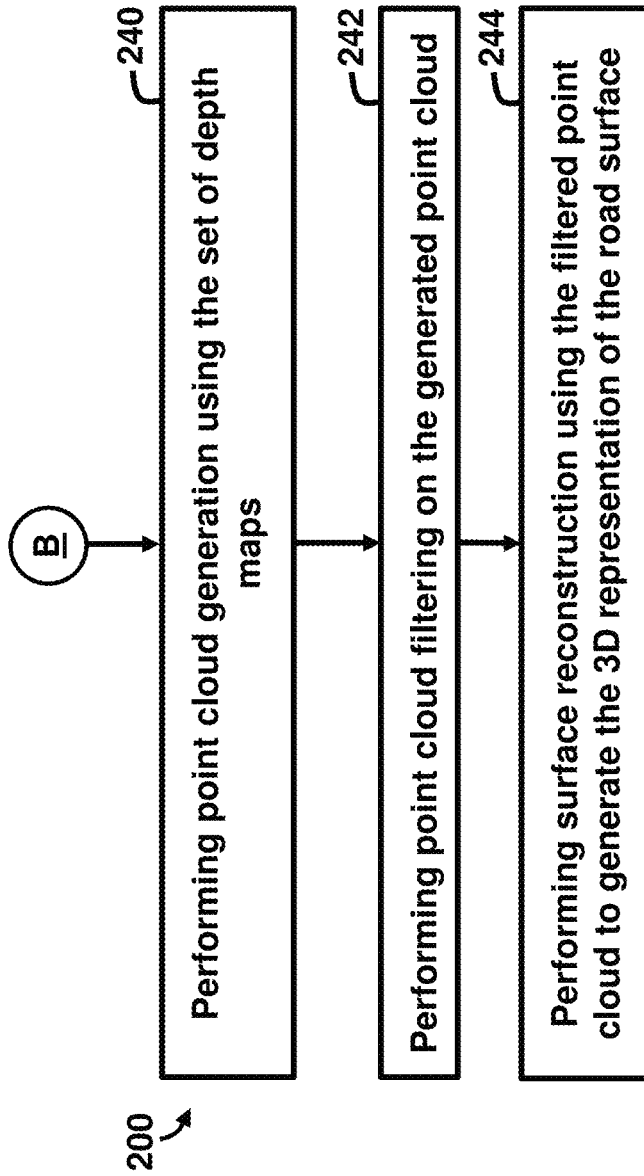 200
B
240
Performing point cloud generation using the set of depth
maps
242
Performing point cloud filtering on the generated point cloud
244
Performing surface reconstruction using the filtered point
cloud to generate the 3D representation of the road surface